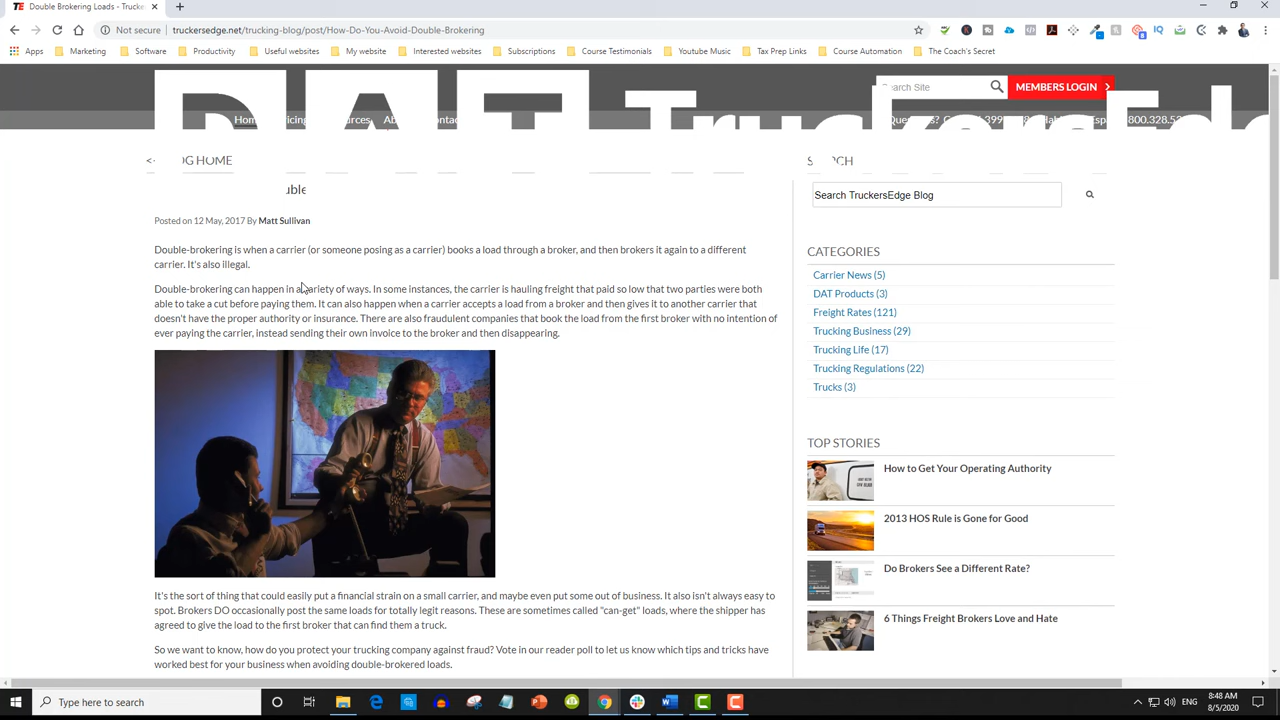 Double Brokering Loads - Trucke
Not secure
truckersedge.net/trucking-blog/post/How-Do-You-Avoid-Double-Brokering
Apps
Marketing
Software
Productivity
Useful websites
My website
Interested websites
Subscriptions
Course Testimonials
Youtube Music
Tax Prep Links
Course Automation
The Coach's Secret
Search Site
MEMBERS LOGIN
SEARCH
Search TruckersEdge Blog
Posted on 12 May, 2017 By Matt Sullivan
Double-brokering is when a carrier (or someone posing as a carrier) books a load through a broker, and then brokers it again to a different
carrier. It's also illegal.
Double-brokering can happen in a variety of ways. In some instances, the carrier is hauling freight that paid so low that two parties were both
able to take a cut before paying them. It can also happen when a carrier accepts a load from a broker and then gives it to another carrier that
doesn't have the proper authority or insurance. There are also fraudulent companies that book the load from the first broker with no intention of
ever paying the carrier, instead sending their own invoice to the broker and then disappearing.
It's the sort of thing that could easily put a financial strain on a small carrier, and maybe even put some out of business. It also isn't always easy to
spot. Brokers DO occasionally post the same loads for totally legit reasons. These are sometimes called "can-get" loads, where the shipper has
agreed to give the load to the first broker that can find them a truck.
So we want to know, how do you protect your trucking company against fraud? Vote in our reader poll to let us know which tips and tricks have
worked best for your business when avoiding double-brokered loads.
CATEGORIES
Carrier News (5)
DAT Products (3)
Freight Rates (121)
Trucking Business (29)
Trucking Life (17)
Trucking Regulations (22)
Trucks (3)
TOP STORIES
How to Get Your Operating Authority
2013 HOS Rule is Gone for Good
Do Brokers See a Different Rate?
6 Things Freight Brokers Love and Hate
Type here to search
ENG
8:48 AM
8/5/2020